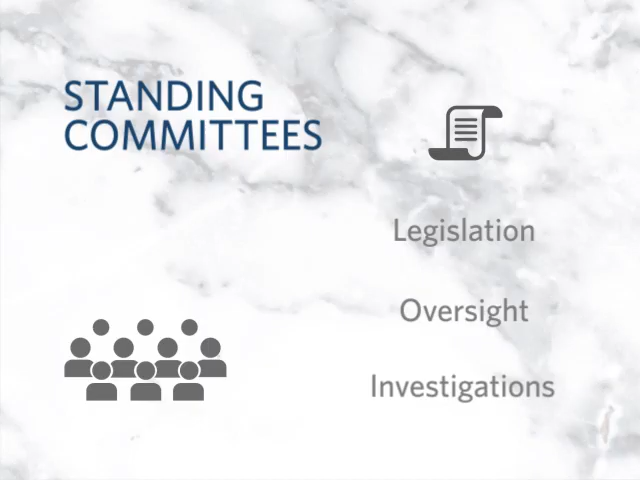 STANDING
COMMITTEES
Legislation
Oversight
Investigations